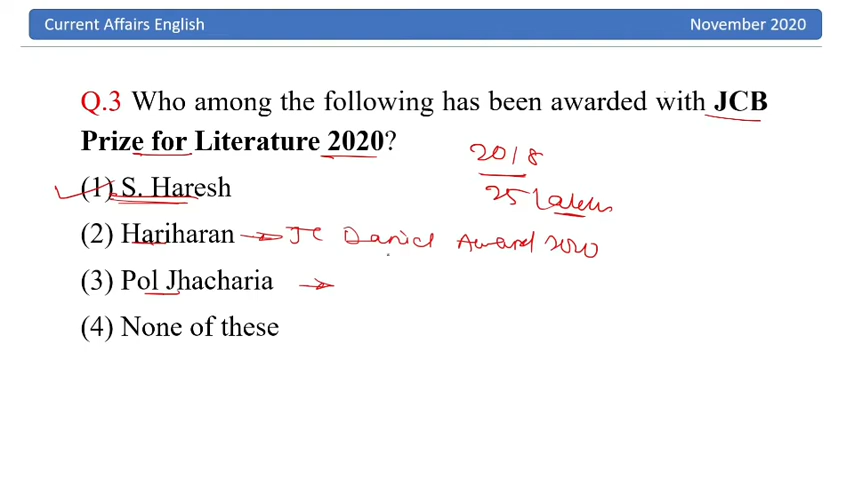 Current Affairs English
November 2020
Q.3 Who among the following has been awarded with JCB
Prize for Literature 2020?
2018
(1) S. Haresh
25 Lakhs
(2) Hariharan → JC Daniel Award 2020
(3) Pol Jhacharia →
(4) None of these